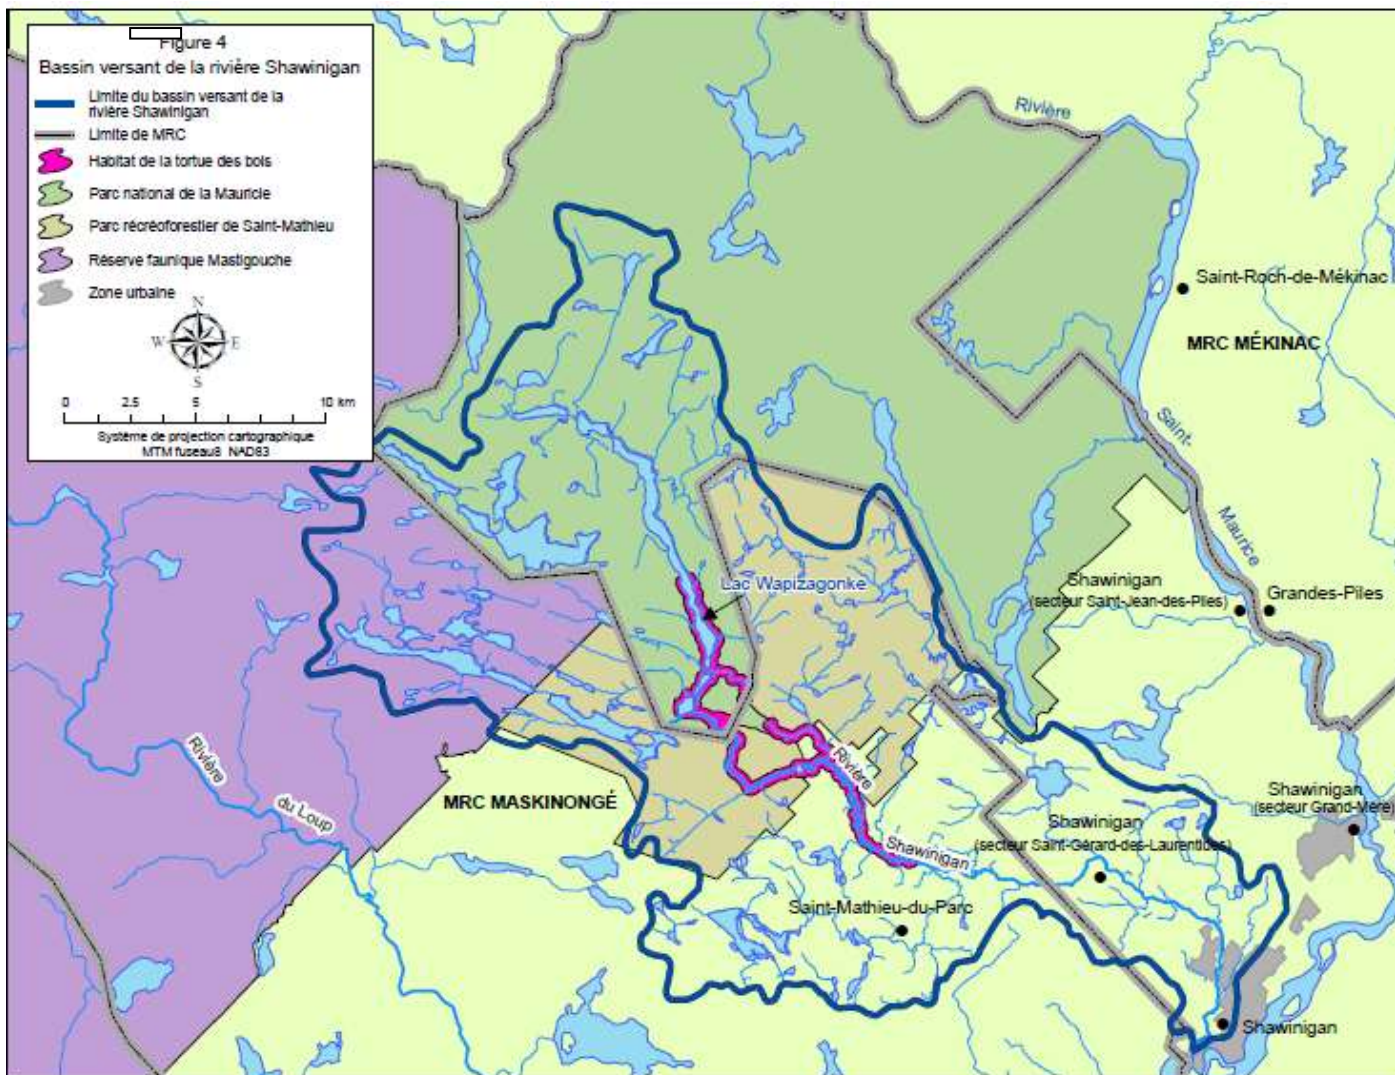 Figure 4
Bassin versant de la rivière Shawinigan
Limite du bassin versant de la
rivière Shawinigan
Limite de MRC
Habitat de la tortue des bois
Parc national de la Mauricie
Parc récréoforestier de Saint-Mathieu
Réserve faunique Mastigouche
Zone urbaine
N
W
E
S
0 2.5 5 10 km
Système de projection cartographique
MTM fuseau8 NAD83
Rivière
Saint-Roch-de-Mékinac
MRC MÉKINAC
Saint-
Maurice
Lac Wapizagonke
Shawinigan
(secteur Saint-Jean-des-Piles)
Grandes-Piles
Rivière
du Loup
MRC MASKINONGÉ
Rivière
Shawinigan
Shawinigan
(secteur Grand-Mère)
Shawinigan
(secteur Saint-Gérard-des-Laurentides)
Saint-Mathieu-du-Parc
Shawinigan